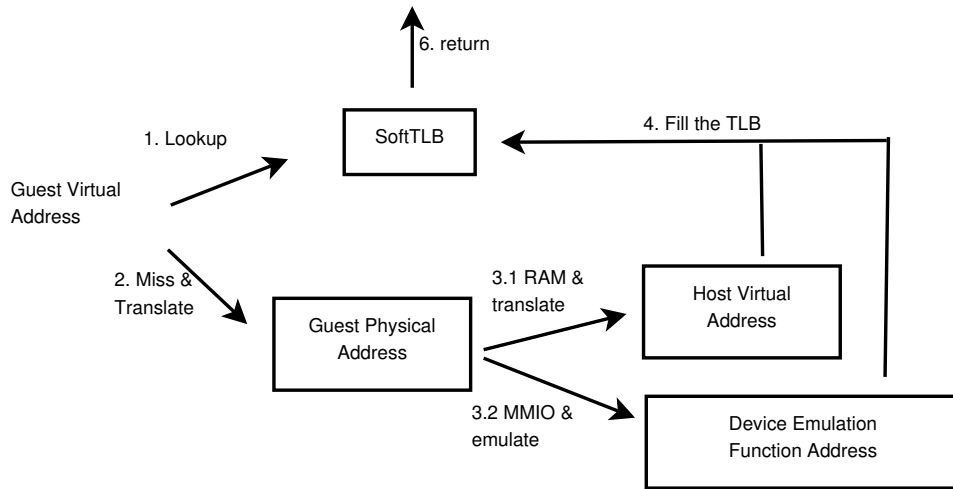 6. return
SoftTLB
4. Fill the TLB
1. Lookup
Guest Virtual
Address
2. Miss &
Translate
Guest Physical
Address
3.1 RAM &
translate
Host Virtual
Address
3.2 MMIO &
emulate
Device Emulation
Function Address